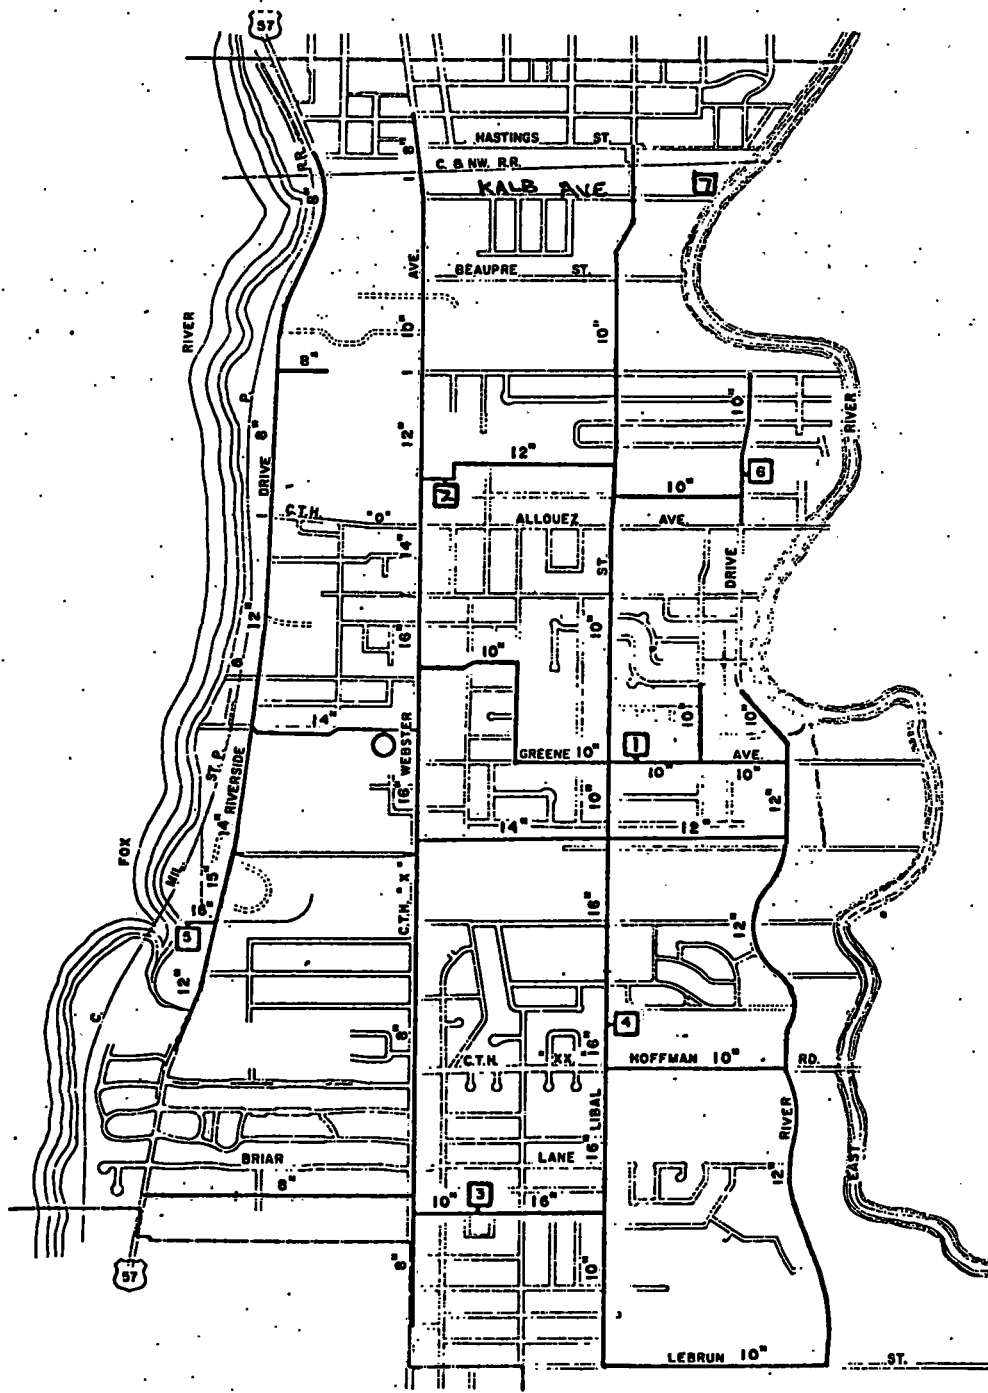 57
HASTINGS ST.
8"
R.R.
C. & NW. R.R.
8"
KALB AVE
7
AVE.
BEAUPRE ST.
RIVER
10"
10"
8"
P.
10"
RIVER
8"
12"
12"
6
DRIVE
2
10"
C.T.H. "O"
ALLOUEZ AVE.
14"
ST.
DRIVE
12"
16"
10"
10"
14"
WEBSTER
10"
10"
1
GREENE 10"
AVE.
10"
10"
ST. P.
RIVERSIDE
16"
10"
12"
14"
14"
12"
FOX
MIL.
15"
C.T.H. "X"
16"
16"
12"
5
12"
C.
4
8"
C.T.H. "XX"
16"
HOFFMAN 10" RD.
LIBAL
RIVER
16"
BRIAR LANE
EAST
12"
8"
10"
3
16"
8"
10"
57
LEBRUN 10" ST.